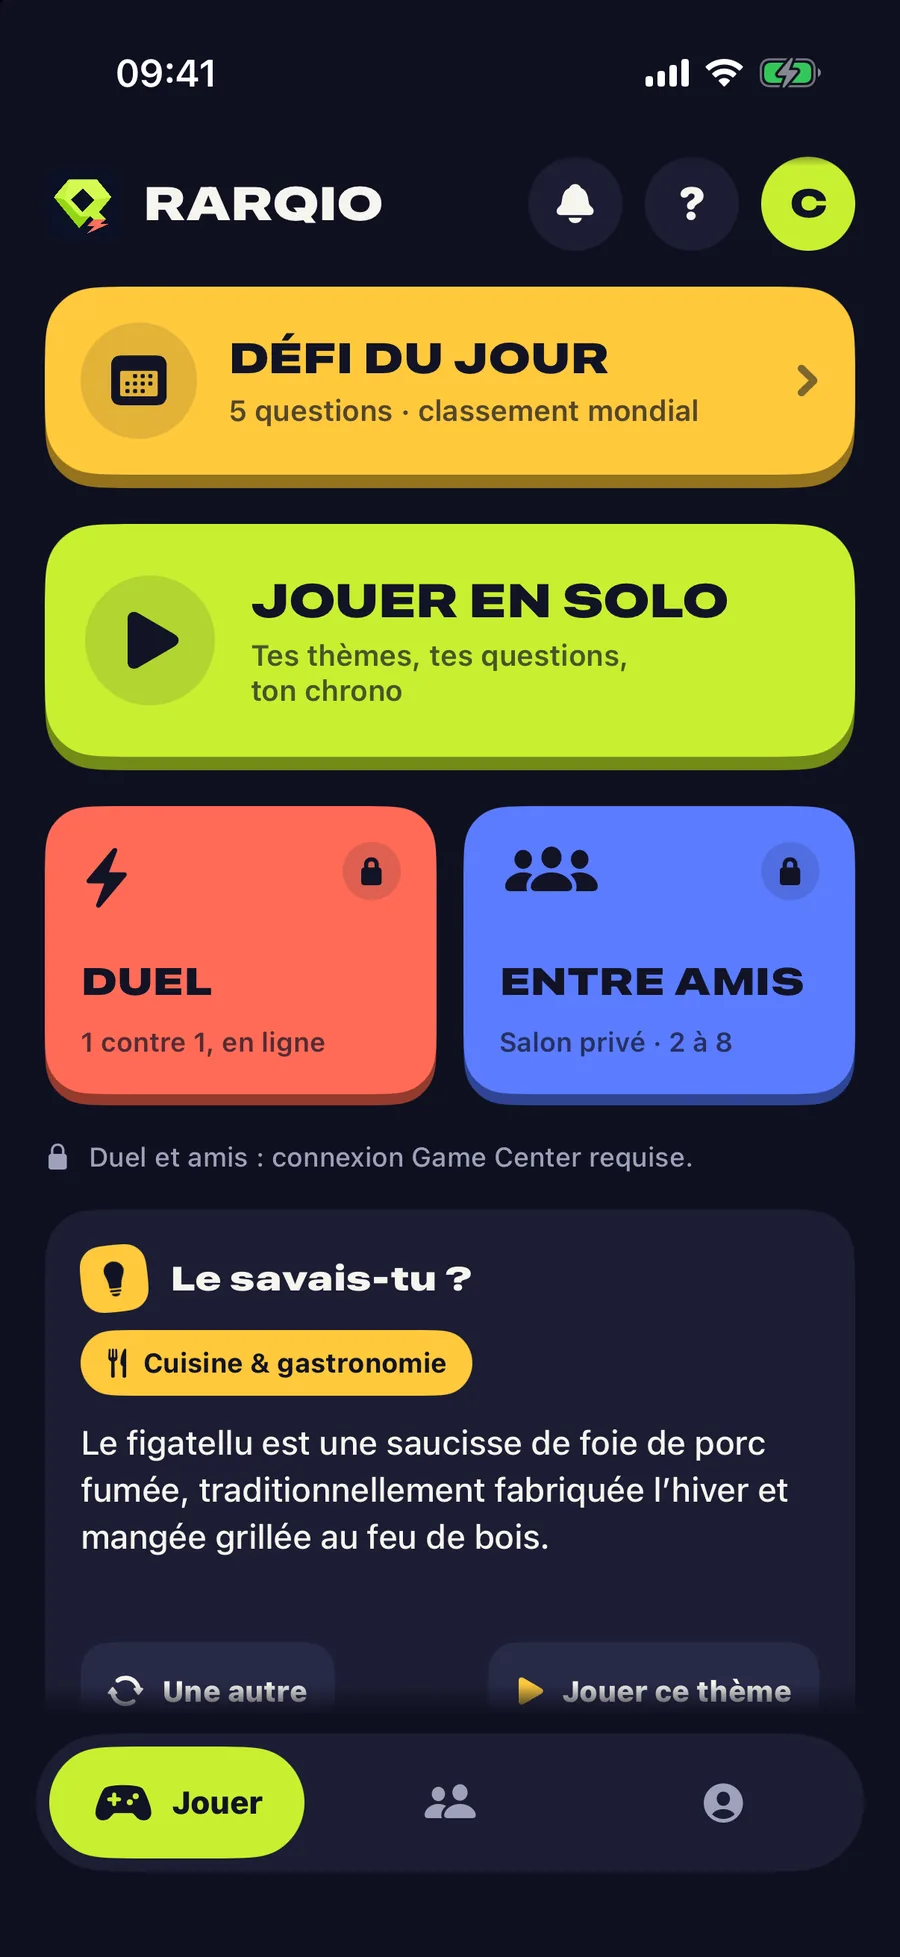 09:41
RARQIO
?
C
DÉFI DU JOUR
5 questions · classement mondial
JOUER EN SOLO
Tes thèmes, tes questions,
ton chrono
DUEL
1 contre 1, en ligne
ENTRE AMIS
Salon privé · 2 à 8
Duel et amis : connexion Game Center requise.
Le savais-tu ?
Cuisine & gastronomie
Le figatellu est une saucisse de foie de porc
fumée, traditionnellement fabriquée l’hiver et
mangée grillée au feu de bois.
Une autre
Jouer ce thème
Jouer